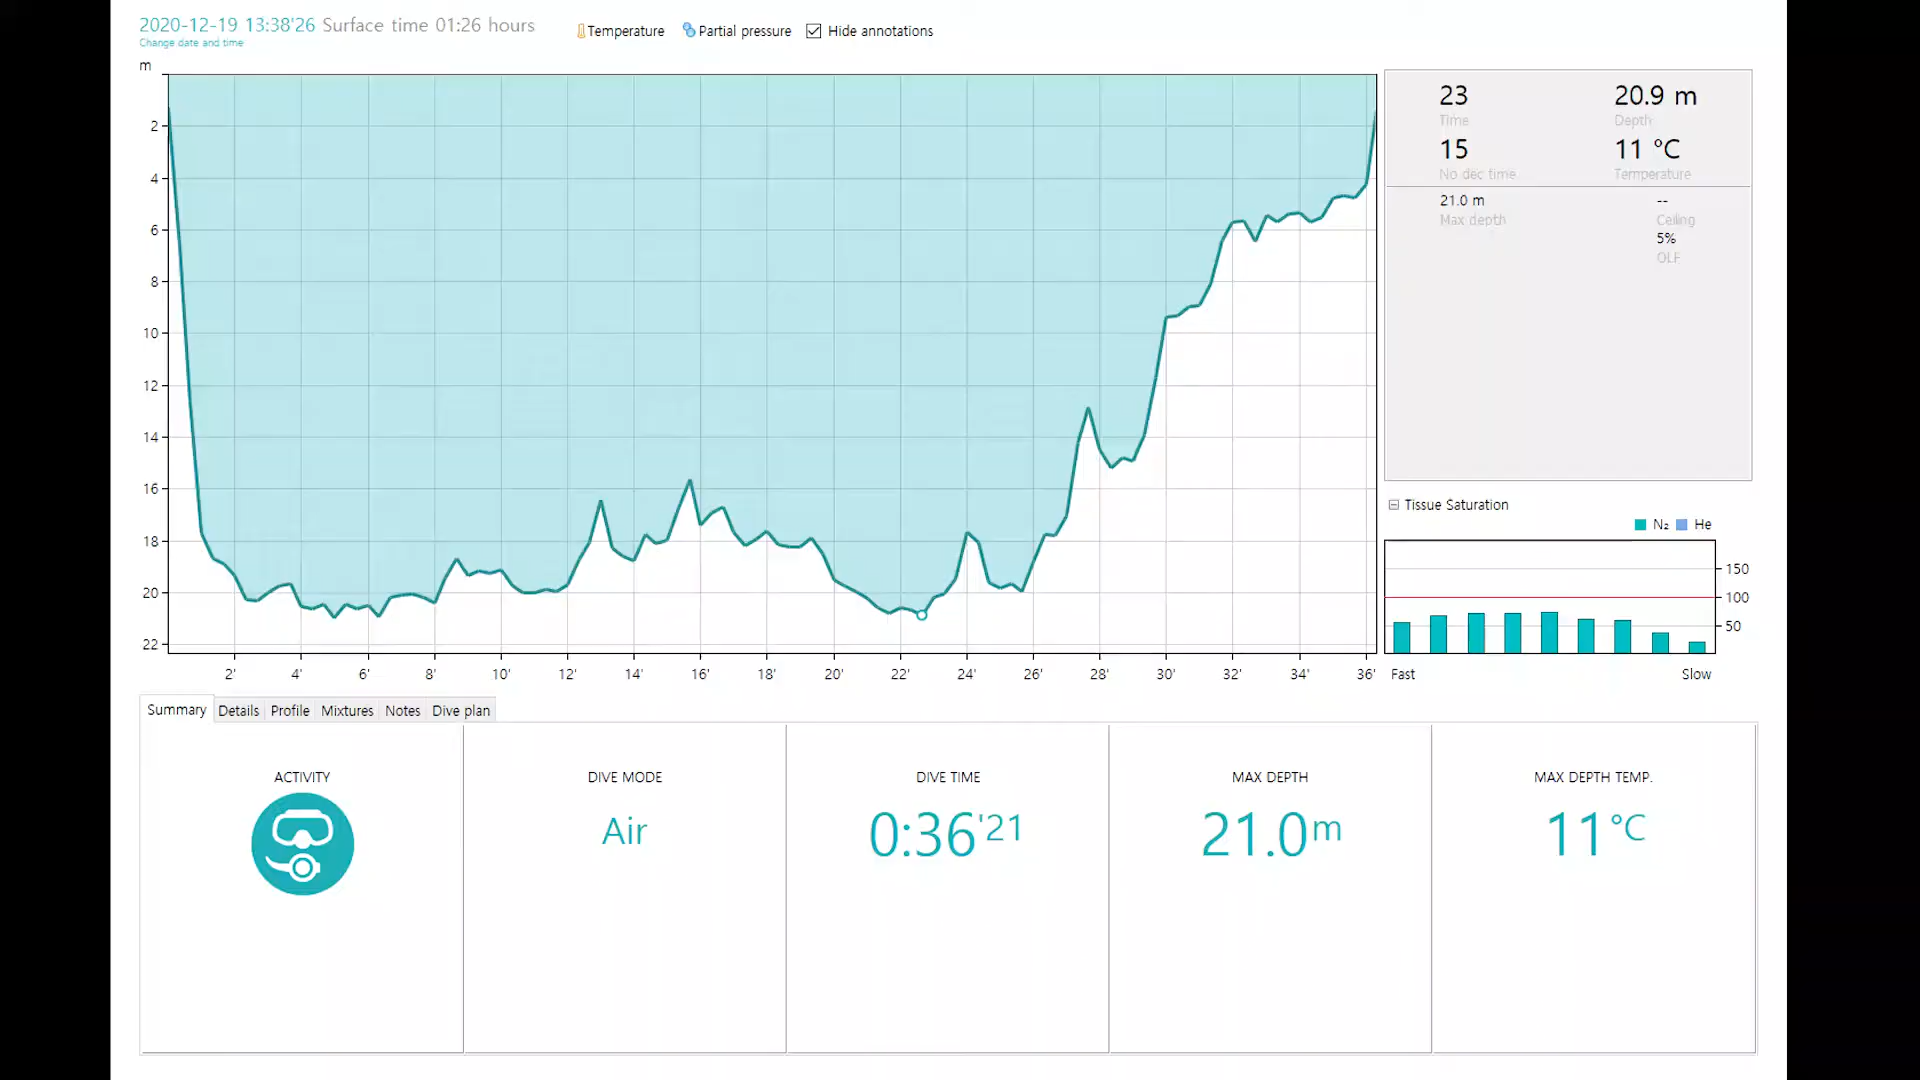 2020-12-19 13:38'26 Surface time 01:26 hours
Change date and time
Temperature Partial pressure Hide annotations
m
2
4
6
8
10
12
14
16
18
20
22
2' 4' 6' 8' 10' 12' 14' 16' 18' 20' 22' 24' 26' 28' 30' 32' 34' 36'
23 20.9 m
Time Depth
15 11 °C
No dec time Temperature
21.0 m --
Max depth Ceiling
5%
OLF
Tissue Saturation
N₂ He
150
100
50
Fast Slow
Summary Details Profile Mixtures Notes Dive plan
ACTIVITY DIVE MODE DIVE TIME MAX DEPTH MAX DEPTH TEMP.
Air 0:36'21 21.0m 11°C